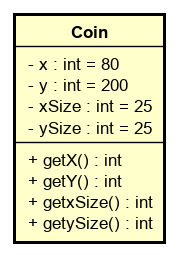 Coin
- x : int = 80
- y : int = 200
- xSize : int = 25
- ySize : int = 25
+ getX() : int
+ getY() : int
+ getxSize() : int
+ getySize() : int